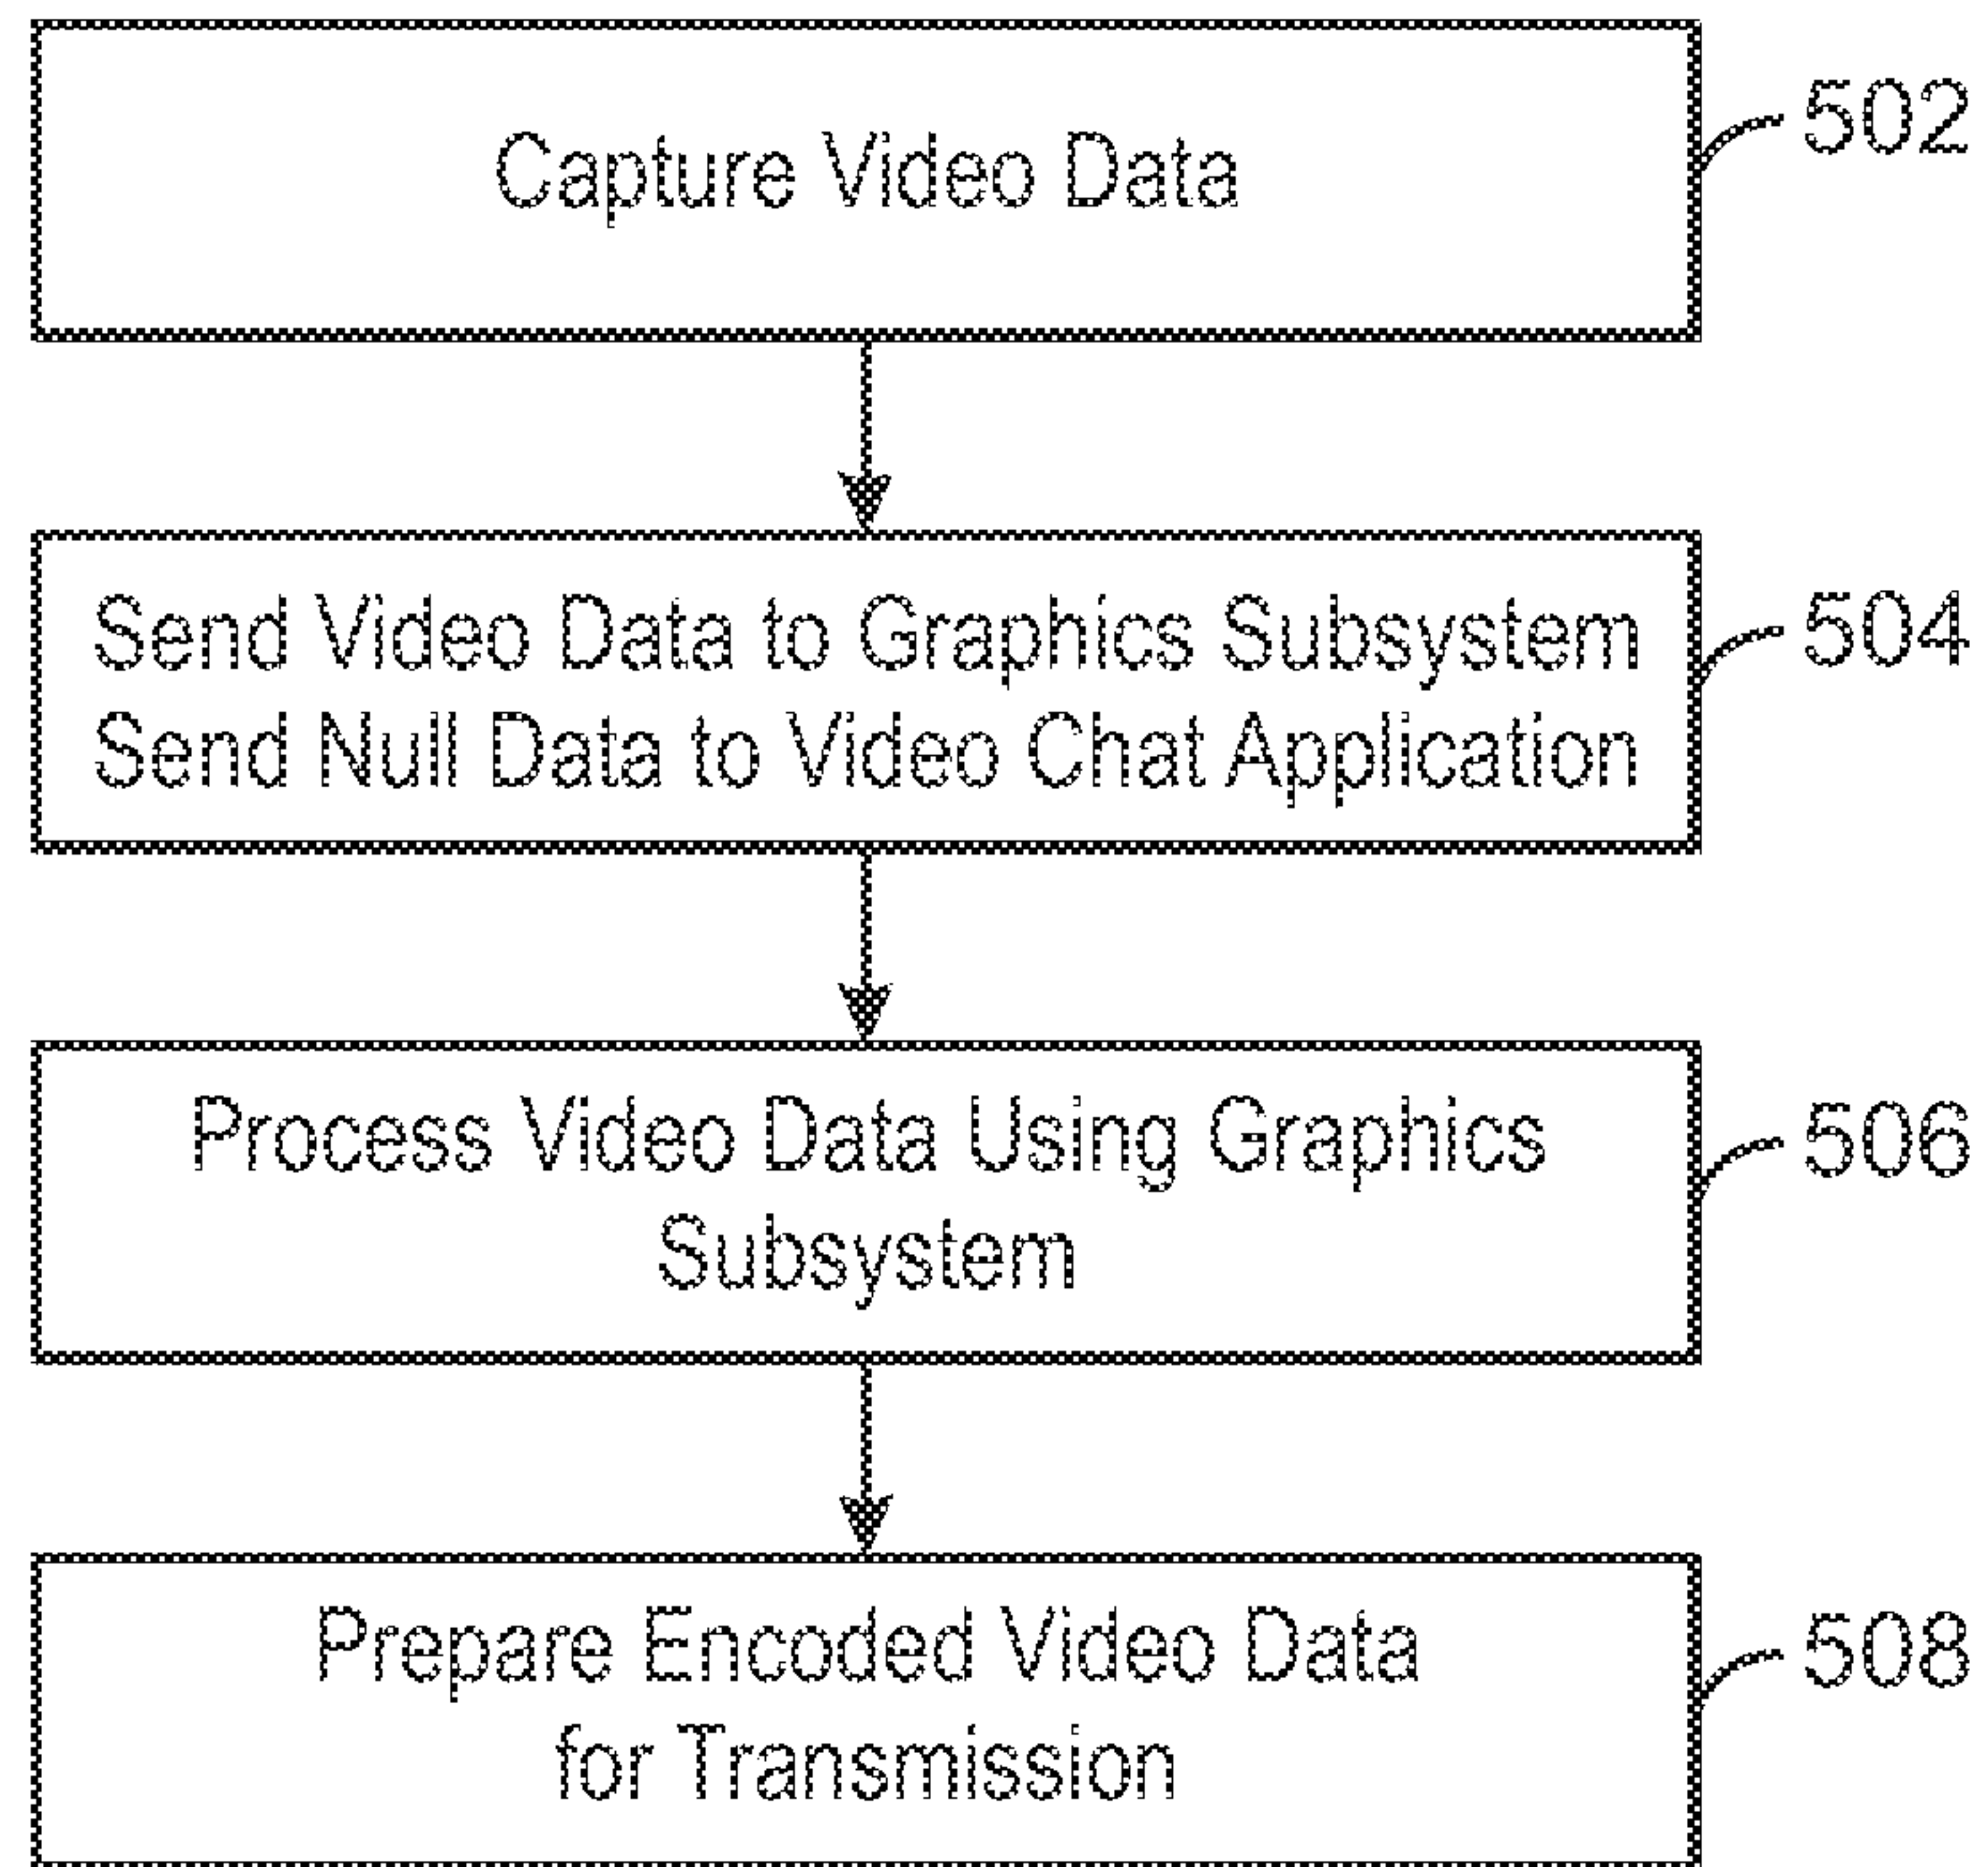 Capture Video Data
502
Send Video Data to Graphics Subsystem
Send Null Data to Video Chat Application
504
Process Video Data Using Graphics
Subsystem
506
Prepare Encoded Video Data
for Transmission
508